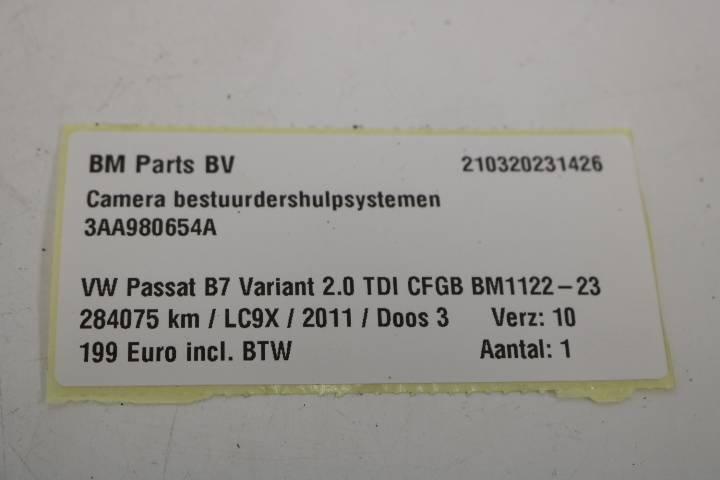 BM Parts BV 210320231426
Camera bestuurdershulpsystemen
3AA980654A
VW Passat B7 Variant 2.0 TDI CFGB BM1122-23
284075 km / LC9X / 2011 / Doos 3 Verz: 10
199 Euro incl. BTW Aantal: 1